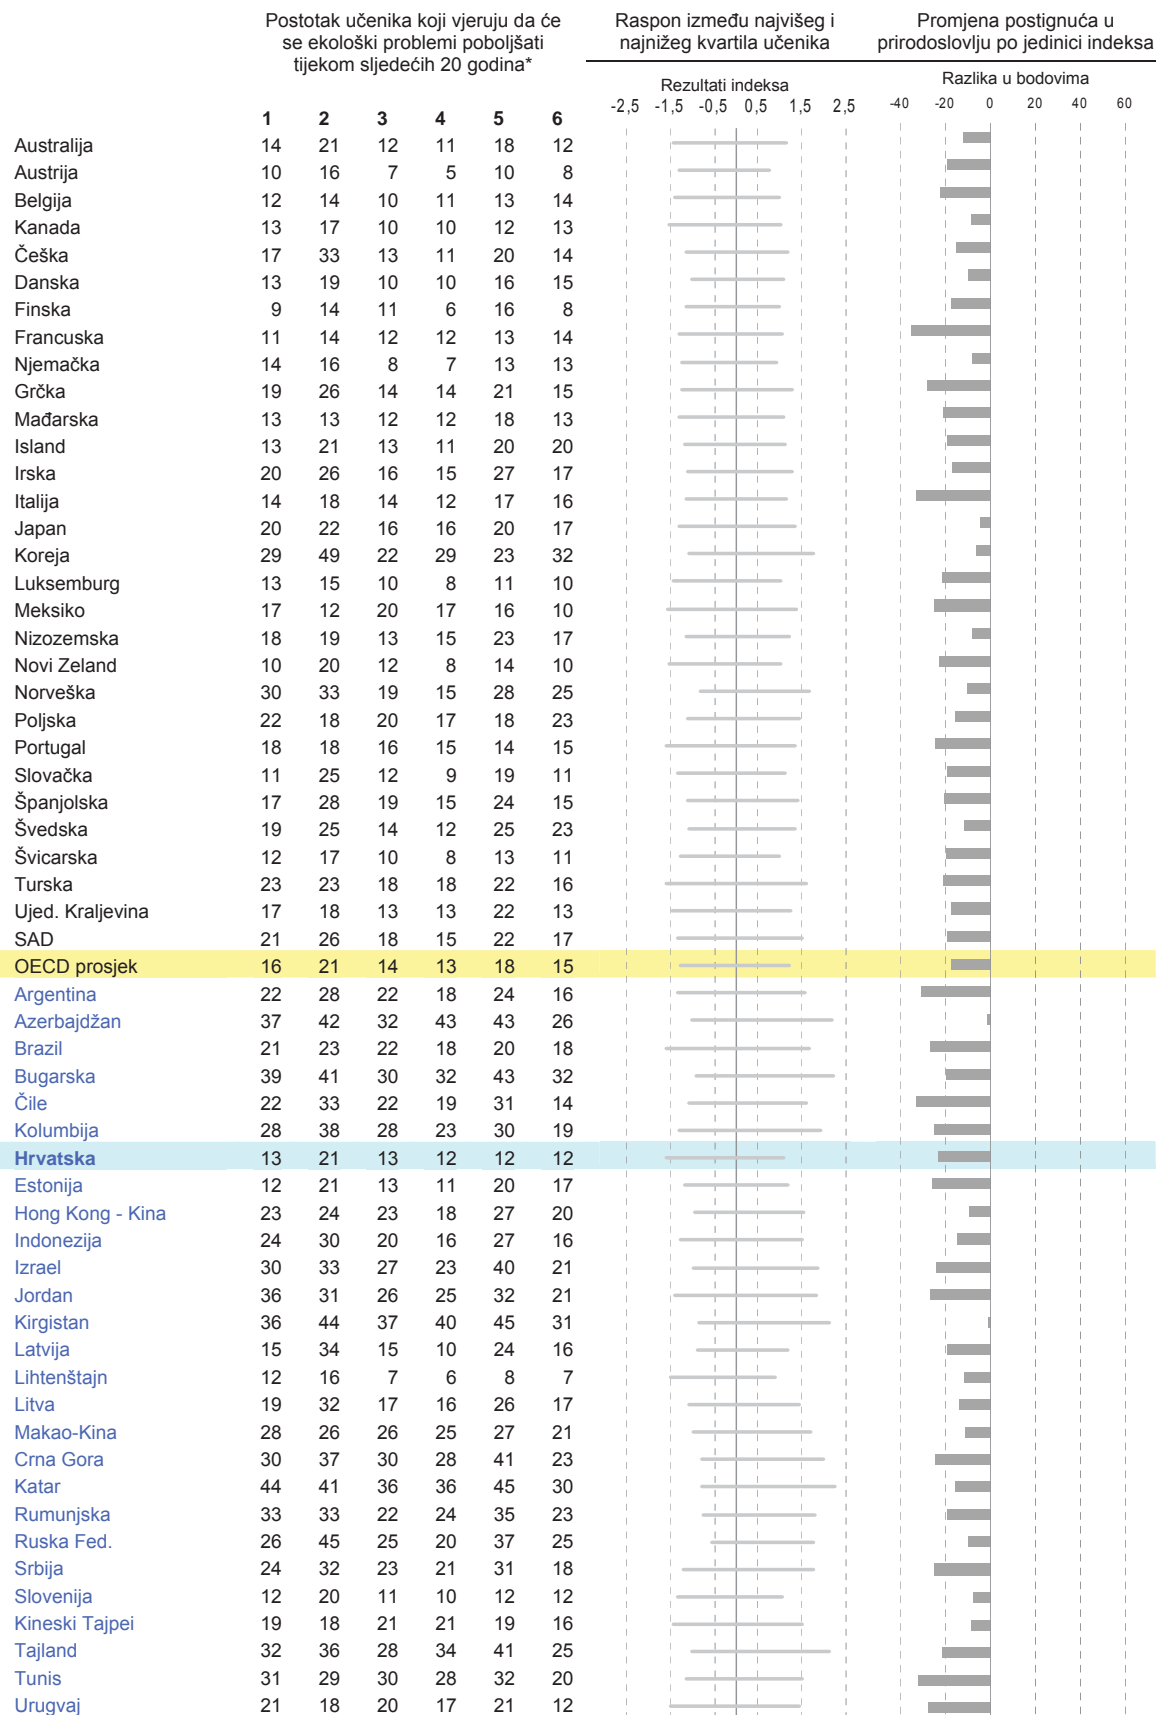 Postotak učenika koji vjeruju da će
se ekološki problemi poboljšati
tijekom sljedećih 20 godina*
Raspon između najvišeg i
najnižeg kvartila učenika
Promjena postignuća u
prirodoslovlju po jedinici indeksa
Rezultati indeksa
Razlika u bodovima
-2,5 -1,5 -0,5 0,5 1,5 2,5
-40 -20 0 20 40 60
1 2 3 4 5 6
Australija 14 21 12 11 18 12
Austrija 10 16 7 5 10 8
Belgija 12 14 10 11 13 14
Kanada 13 17 10 10 12 13
Češka 17 33 13 11 20 14
Danska 13 19 10 10 16 15
Finska 9 14 11 6 16 8
Francuska 11 14 12 12 13 14
Njemačka 14 16 8 7 13 13
Grčka 19 26 14 14 21 15
Mađarska 13 13 12 12 18 13
Island 13 21 13 11 20 20
Irska 20 26 16 15 27 17
Italija 14 18 14 12 17 16
Japan 20 22 16 16 20 17
Koreja 29 49 22 29 23 32
Luksemburg 13 15 10 8 11 10
Meksiko 17 12 20 17 16 10
Nizozemska 18 19 13 15 23 17
Novi Zeland 10 20 12 8 14 10
Norveška 30 33 19 15 28 25
Poljska 22 18 20 17 18 23
Portugal 18 18 16 15 14 15
Slovačka 11 25 12 9 19 11
Španjolska 17 28 19 15 24 15
Švedska 19 25 14 12 25 23
Švicarska 12 17 10 8 13 11
Turska 23 23 18 18 22 16
Ujed. Kraljevina 17 18 13 13 22 13
SAD 21 26 18 15 22 17
OECD prosjek 16 21 14 13 18 15
Argentina 22 28 22 18 24 16
Azerbajdžan 37 42 32 43 43 26
Brazil 21 23 22 18 20 18
Bugarska 39 41 30 32 43 32
Čile 22 33 22 19 31 14
Kolumbija 28 38 28 23 30 19
Hrvatska 13 21 13 12 12 12
Estonija 12 21 13 11 20 17
Hong Kong - Kina 23 24 23 18 27 20
Indonezija 24 30 20 16 27 16
Izrael 30 33 27 23 40 21
Jordan 36 31 26 25 32 21
Kirgistan 36 44 37 40 45 31
Latvija 15 34 15 10 24 16
Lihtenštajn 12 16 7 6 8 7
Litva 19 32 17 16 26 17
Makao-Kina 28 26 26 25 27 21
Crna Gora 30 37 30 28 41 23
Katar 44 41 36 36 45 30
Rumunjska 33 33 22 24 35 23
Ruska Fed. 26 45 25 20 37 25
Srbija 24 32 23 21 31 18
Slovenija 12 20 11 10 12 12
Kineski Tajpei 19 18 21 21 19 16
Tajland 32 36 28 34 41 25
Tunis 31 29 30 28 32 20
Urugvaj 21 18 20 17 21 12